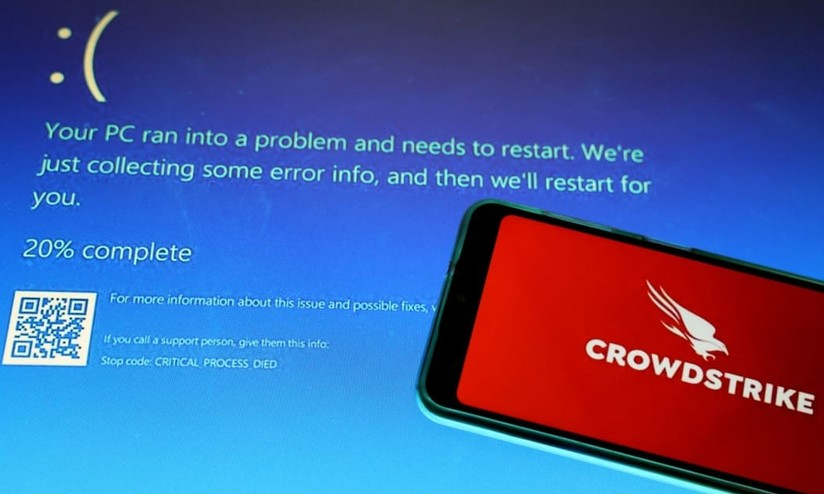 :(
Your PC ran into a problem and needs to restart. We're
just collecting some error info, and then we'll restart for
you.
20% complete
For more information about this issue and possible fixes,
If you call a support person, give them this info:
Stop code: CRITICAL PROCESS DIED
CROWDSTRIKE